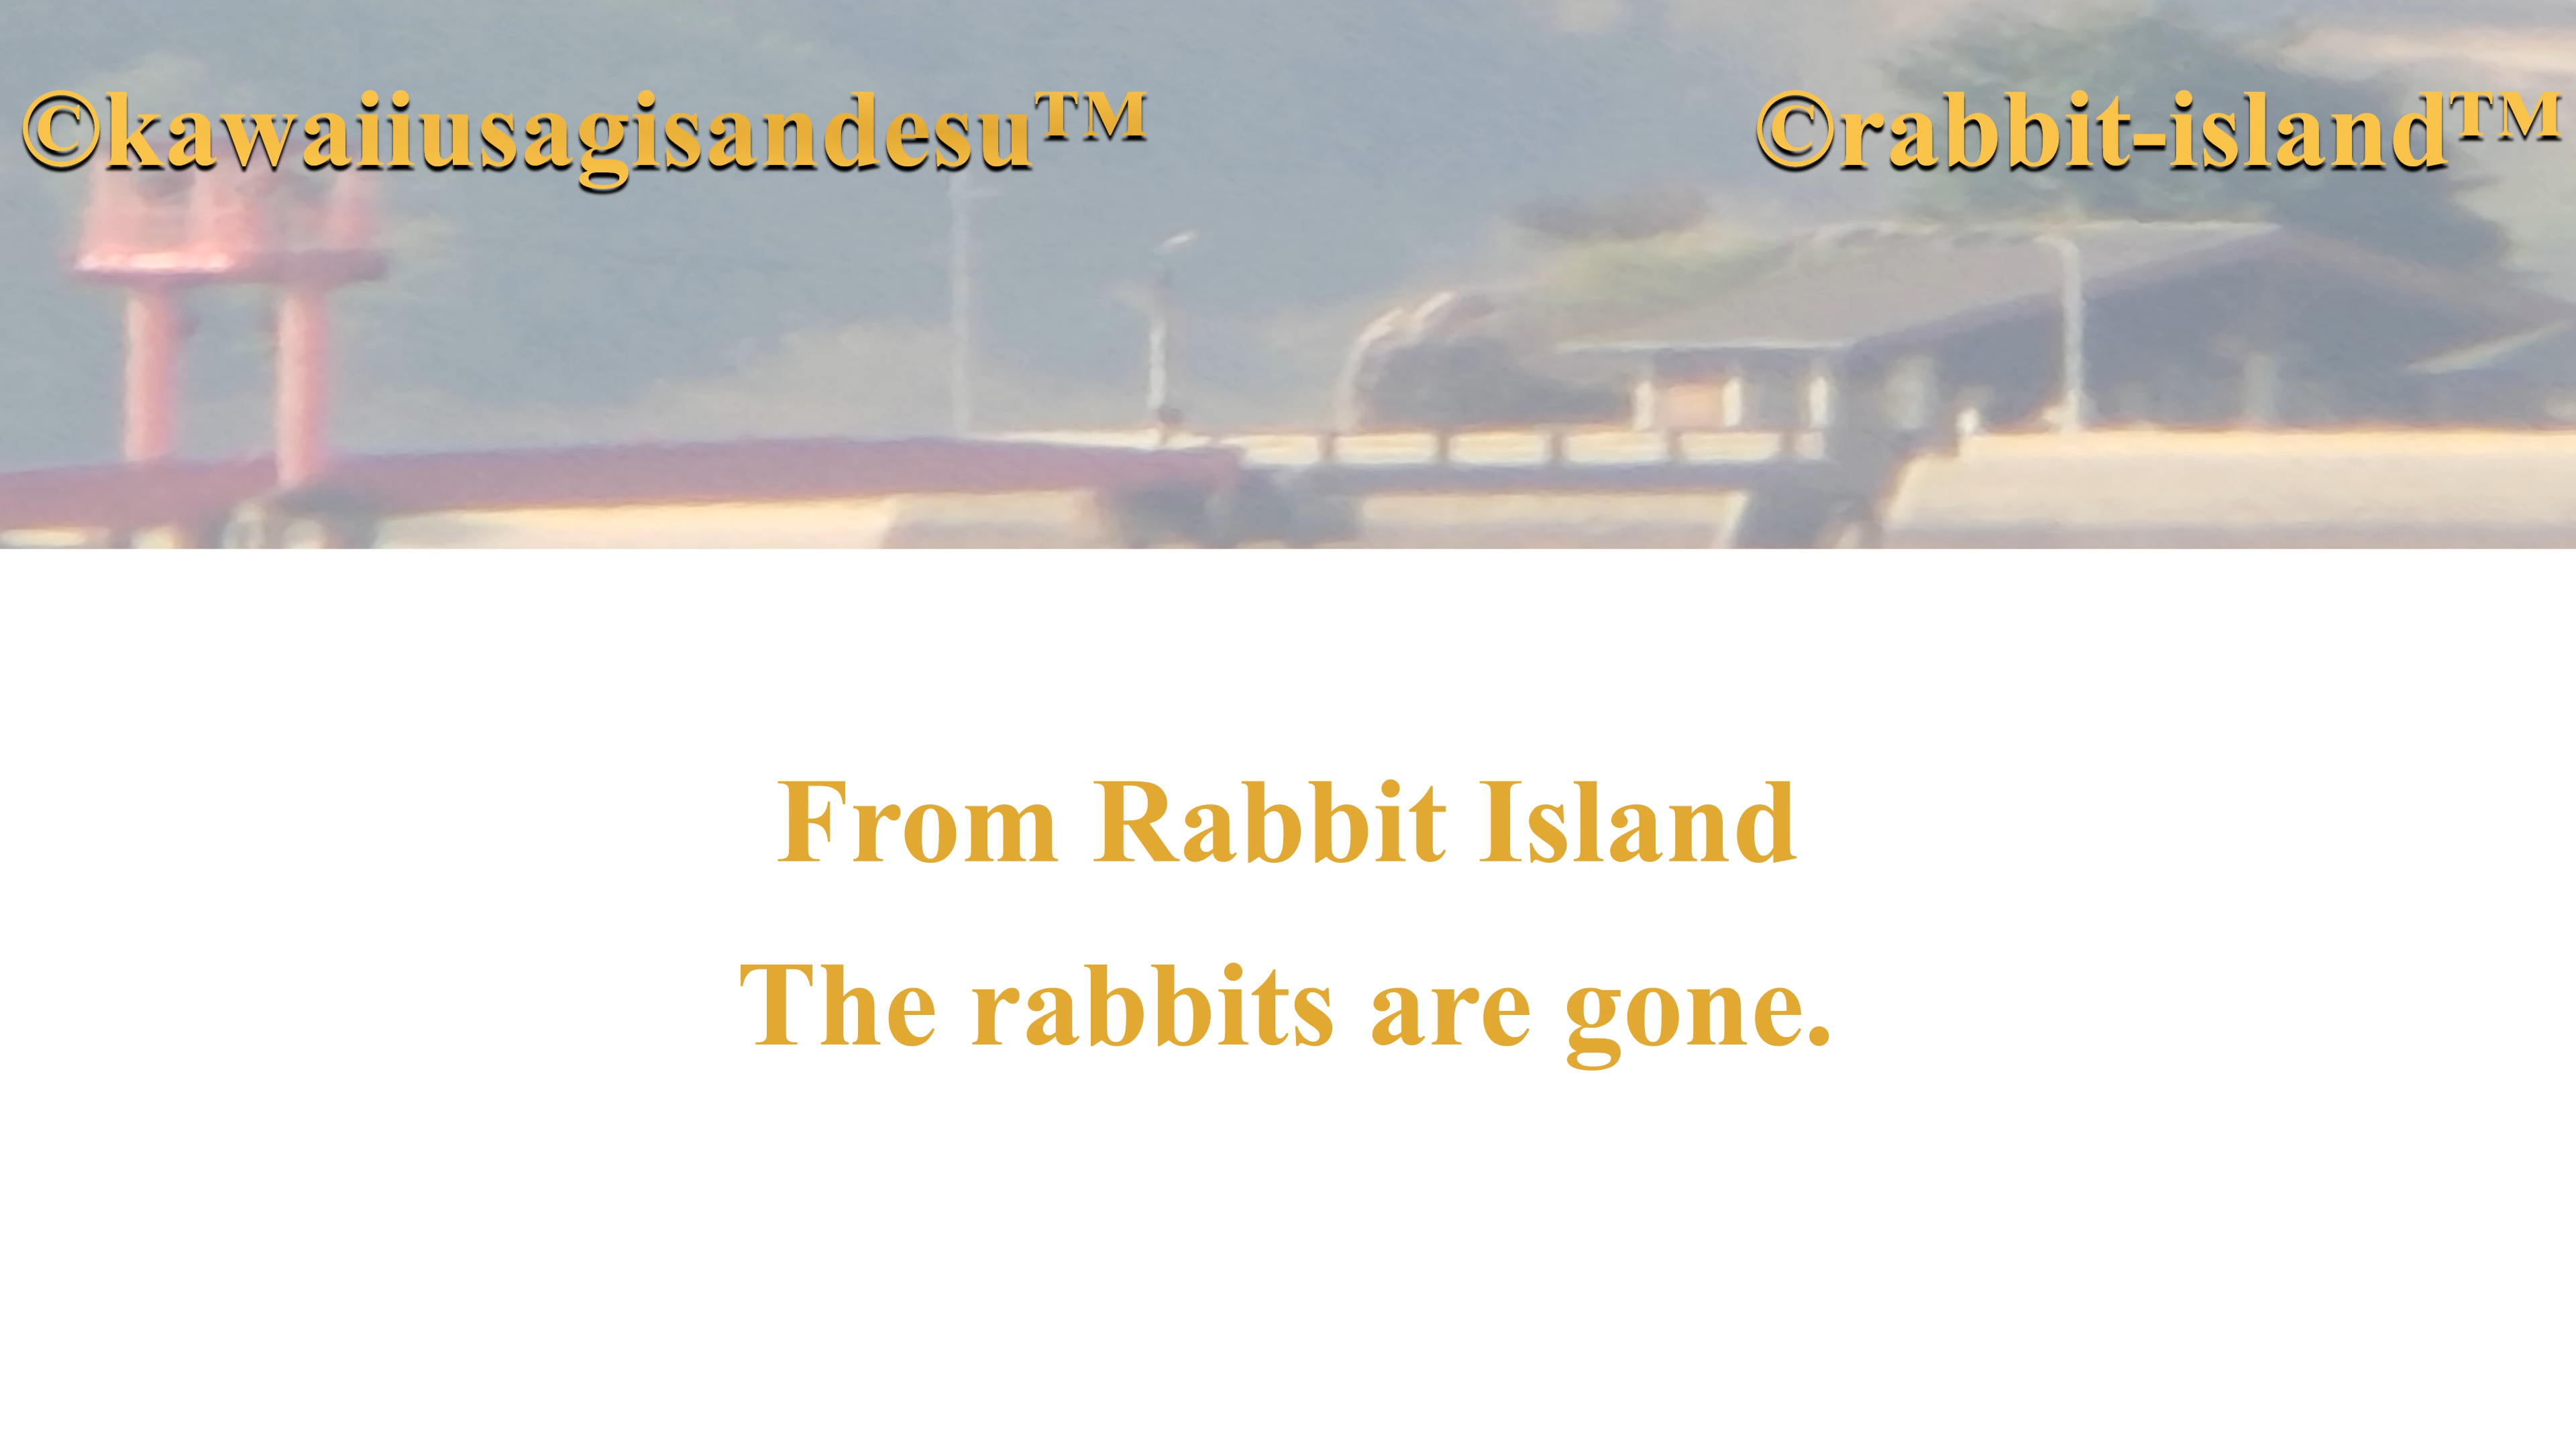 ©kawaiiusagisandesu™ ©rabbit-island™
From Rabbit Island
The rabbits are gone.